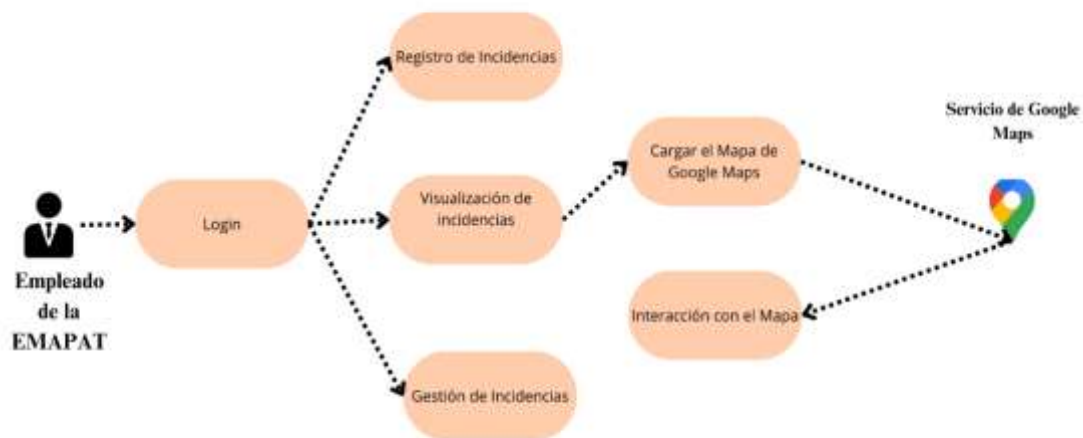 Registro de Incidencias
Servicio de Google
Maps
Cargar el Mapa de
Google Maps
Visualización de
incidencias
Login
Empleado
de la
EMAPAT
Interacción con el Mapa
Gestión de Incidencias